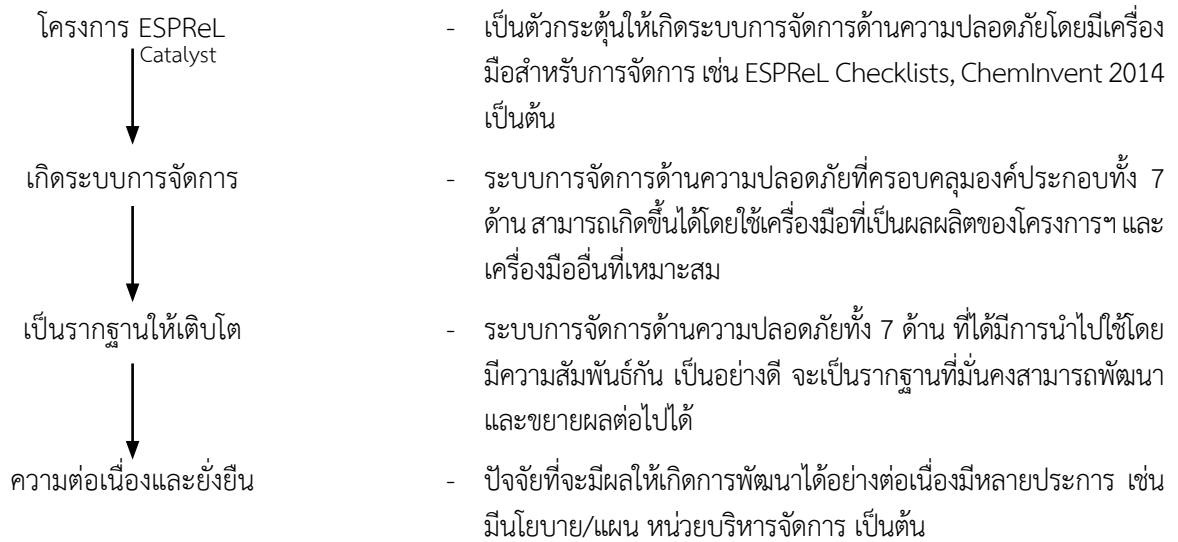 โครงการ ESPReL
Catalyst
- เป็นตัวกระตุ้นให้เกิดระบบการจัดการด้านความปลอดภัยโดยมีเครื่อง
มือสำหรับการจัดการ เช่น ESPReL Checklists, ChemInvent 2014
เป็นต้น
เกิดระบบการจัดการ
- ระบบการจัดการด้านความปลอดภัยที่ครอบคลุมองค์ประกอบทั้ง 7
ด้าน สามารถเกิดขึ้นได้โดยใช้เครื่องมือที่เป็นผลผลิตของโครงการฯ และ
เครื่องมืออื่นที่เหมาะสม
เป็นรากฐานให้เติบโต
- ระบบการจัดการด้านความปลอดภัยทั้ง 7 ด้าน ที่ได้มีการนำไปใช้โดย
มีความสัมพันธ์กัน เป็นอย่างดี จะเป็นรากฐานที่มั่นคงสามารถพัฒนา
และขยายผลต่อไปได้
ความต่อเนื่องและยั่งยืน
- ปัจจัยที่จะมีผลให้เกิดการพัฒนาได้อย่างต่อเนื่องมีหลายประการ เช่น
มีนโยบาย/แผน หน่วยบริหารจัดการ เป็นต้น